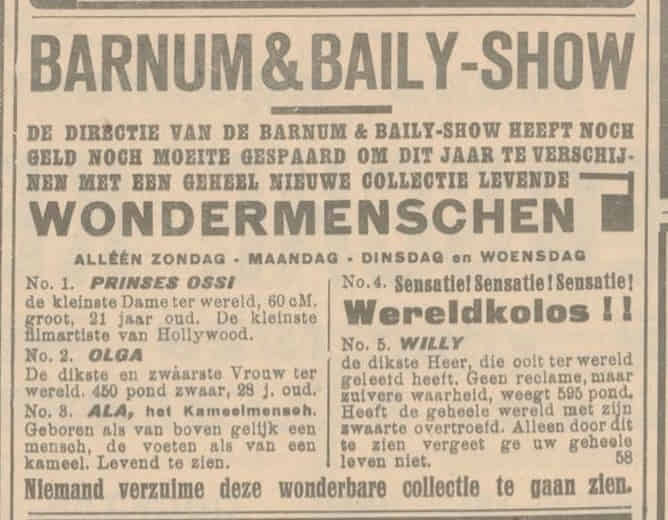 BARNUM & BAILY-SHOW
DE DIRECTIE VAN DE BARNUM & BAILY-SHOW HEEFT NOCH
GELD NOCH MOEITE GESPAARD OM DIT JAAR TE VERSCHIJ-
NEN MET EEN GEHEEL NIEUWE COLLECTIE LEVENDE
WONDERMENSCHEN
ALLÉÉN ZONDAG - MAANDAG - DINSDAG en WOENSDAG
No. 1. PRINSES OSSI
de kleinste Dame ter wereld, 60 cM.
groot, 21 jaar oud. De kleinste
filmartiste van Hollywood.
No. 2. OLGA
De dikste en zwaarste Vrouw ter
wereld. 450 pond zwaar, 28 j. oud.
No. 3. ALA, het Kameelmensch.
Geboren als van boven gelijk een
mensch, de voeten als van een
kameel. Levend te zien.
No. 4. Sensatie! Sensatie! Sensatie!
Wereldkolos !!
No. 5. WILLY
de dikste Heer, die ooit ter wereld
geleefd heeft. Geen reclame, maar
zuivere waarheid, weegt 595 pond.
Heeft de geheele wereld met zijn
zwaarte overtroefd. Alleen door dit
te zien vergeet ge uw geheele
leven niet. 58
Niemand verzuime deze wonderbare collectie te gaan zien.